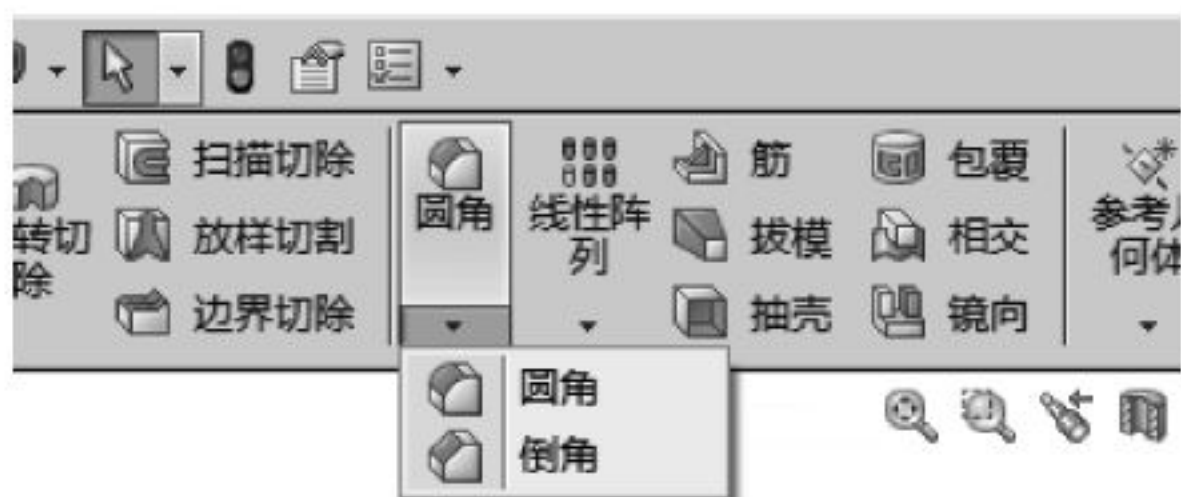 扫描切除
转切
除
放样切割
边界切除
圆角
线性阵
列
筋
拔模
抽壳
包覆
相交
镜向
参考
何体
圆角
倒角